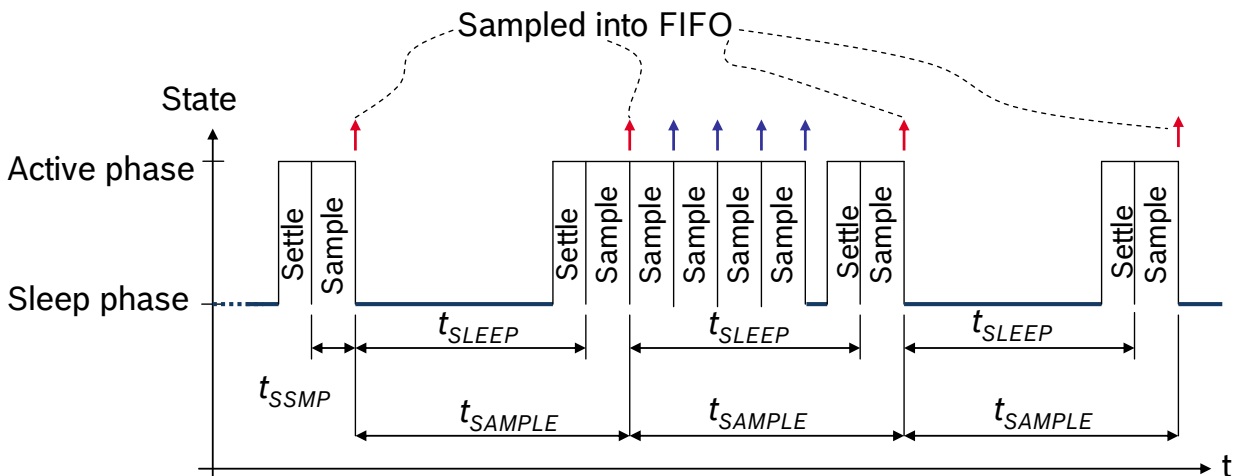 Sampled into FIFO
State
Active phase
Settle
Sample
Settle
Sample
Sample
Sample
Sample
Sample
Settle
Sample
Settle
Sample
Sleep phase
tSLEEP
tSLEEP
tSLEEP
tSSMP
tSAMPLE
tSAMPLE
tSAMPLE
t